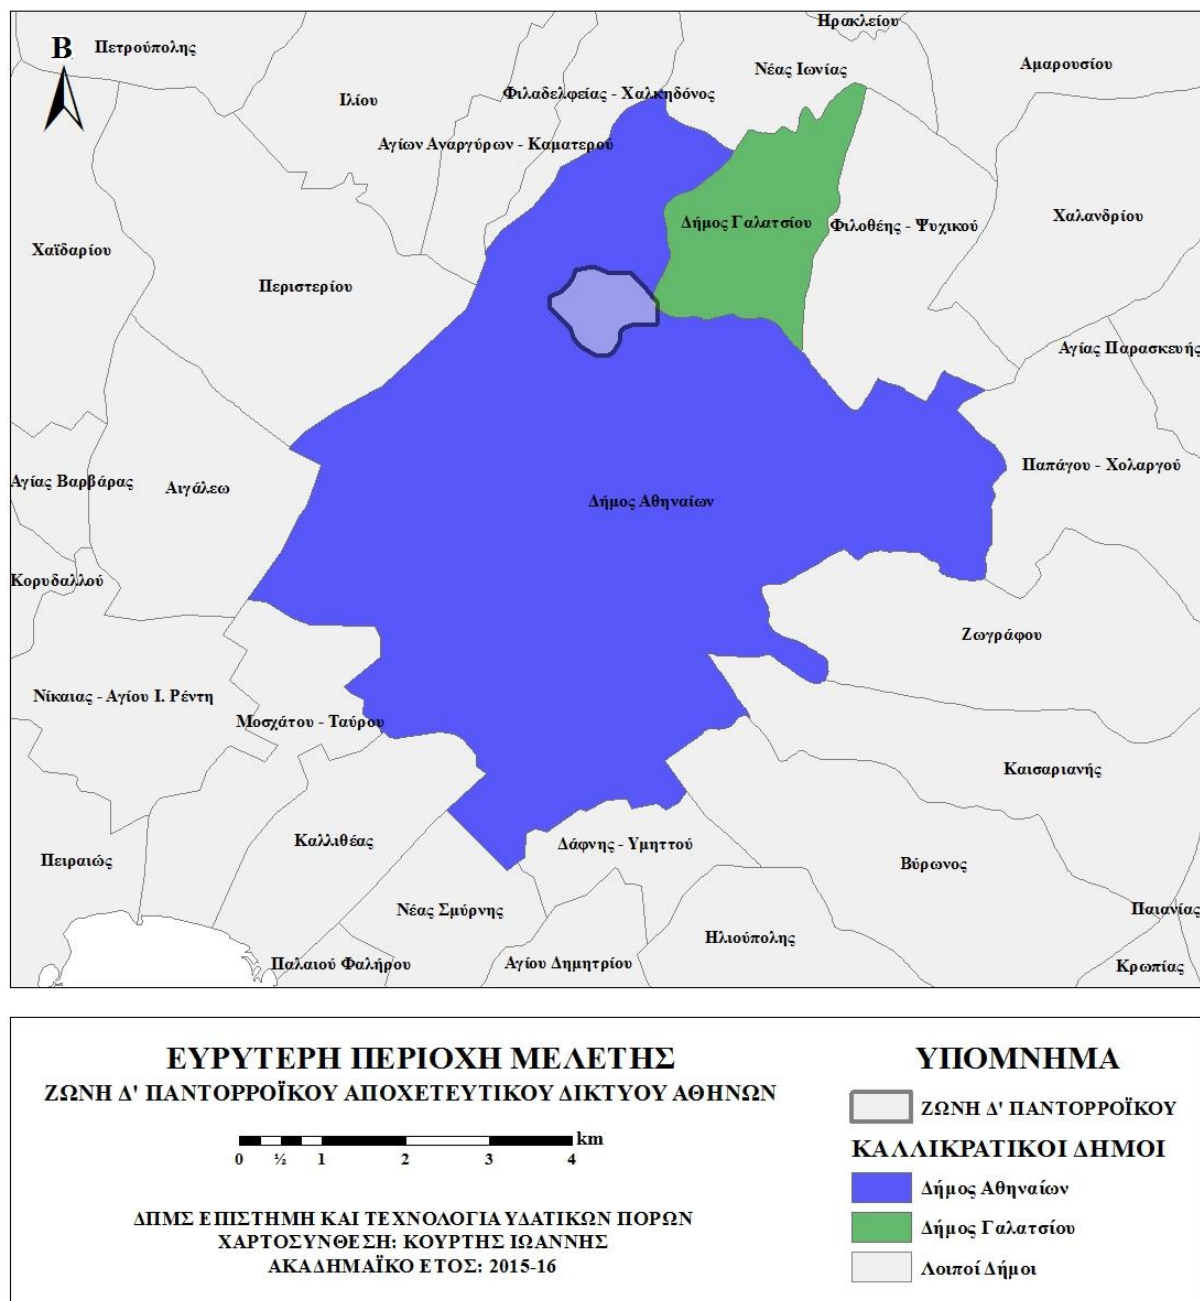 Ηρακλείου
Β
Πετρούπολης
Νέας Ιωνίας
Αμαρουσίου
Ιλίου
Φιλαδελφείας - Χαλκηδόνος
Αγίων Αναργύρων - Καματερού
Χαϊδαρίου
Δήμος Γαλατσίου
Φιλοθέης - Ψυχικού
Χαλανδρίου
Περιστερίου
Αγίας Παρασκευής
Αγίας Βαρβάρας
Αιγάλεω
Παπάγου - Χολαργού
Δήμος Αθηναίων
Κορυδαλλού
Ζωγράφου
Νίκαιας - Αγίου Ι. Ρέντη
Μοσχάτου - Ταύρου
Καισαριανής
Καλλιθέας
Δάφνης - Υμηττού
Πειραιώς
Βύρωνος
Νέας Σμύρνης
Παιανίας
Ηλιούπολης
Παλαιού Φαλήρου
Αγίου Δημητρίου
Κρωπίας
ΕΥΡΥΤΕΡΗ ΠΕΡΙΟΧΗ ΜΕΛΕΤΗΣ
ΖΩΝΗ Δ' ΠΑΝΤΟΡΡΟΪΚΟΥ ΑΠΟΧΕΤΕΥΤΙΚΟΥ ΔΙΚΤΥΟΥ ΑΘΗΝΩΝ
km
0 ½ 1 2 3 4
ΔΠΜΣ ΕΠΙΣΤΗΜΗ ΚΑΙ ΤΕΧΝΟΛΟΓΙΑ ΥΔΑΤΙΚΩΝ ΠΟΡΩΝ
ΧΑΡΤΟΣΥΝΘΕΣΗ: ΚΟΥΡΤΗΣ ΙΩΑΝΝΗΣ
ΑΚΑΔΗΜΑΪΚΟ ΕΤΟΣ: 2015-16
ΥΠΟΜΝΗΜΑ
ΖΩΝΗ Δ' ΠΑΝΤΟΡΡΟΪΚΟΥ
ΚΑΛΛΙΚΡΑΤΙΚΟΙ ΔΗΜΟΙ
Δήμος Αθηναίων
Δήμος Γαλατσίου
Λοιποί Δήμοι